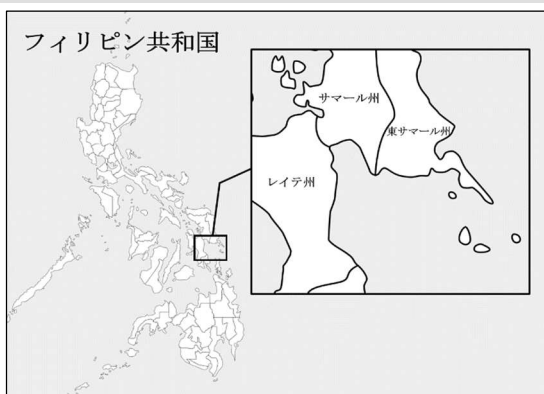 フィリピン共和国
サマール州
東サマール州
レイテ州